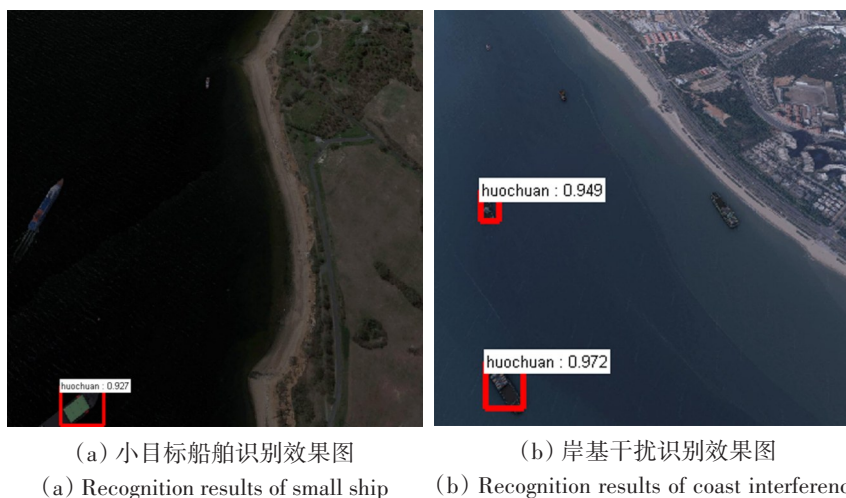 huochuan : 0.949
huochuan : 0.927
huochuan : 0.972
(a) 小目标船舶识别效果图
(b) 岸基干扰识别效果图
(a) Recognition results of small ship
(b) Recognition results of coast interferenc